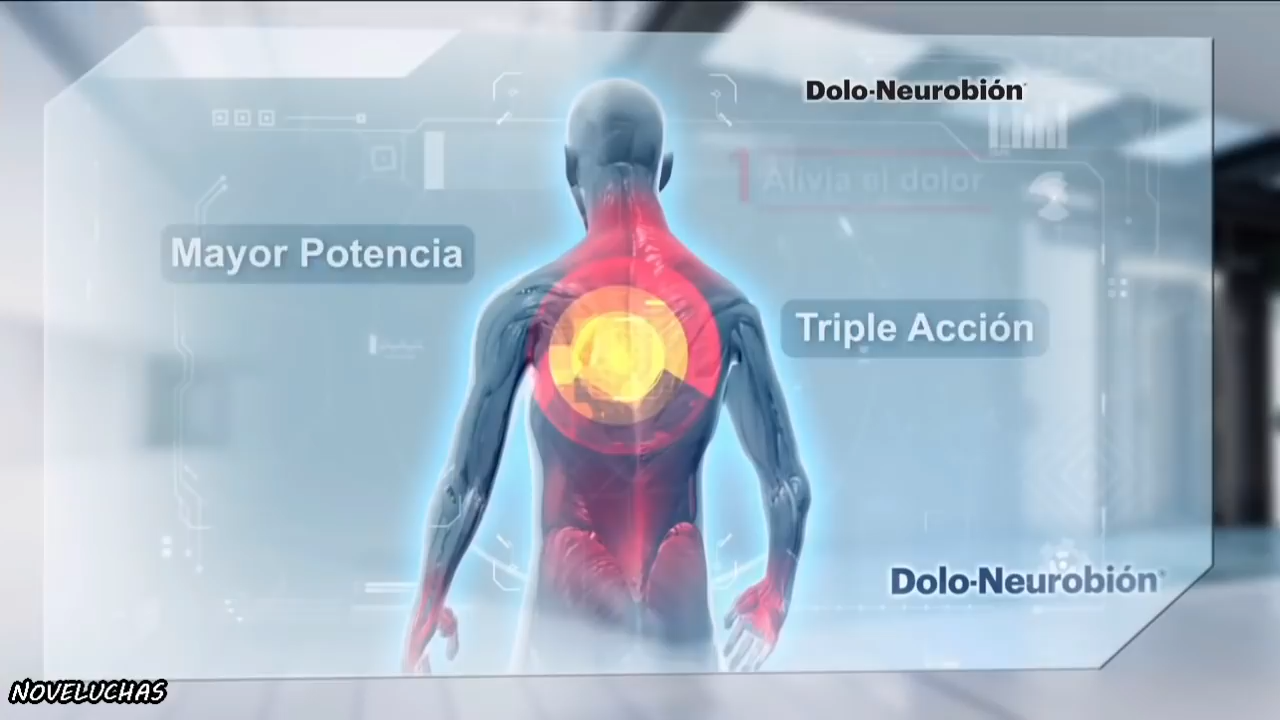 Dolo-Neurobión
Alivia el dolor
Mayor Potencia
Triple Acción
Dolo-Neurobión®
NOVELUCHAS